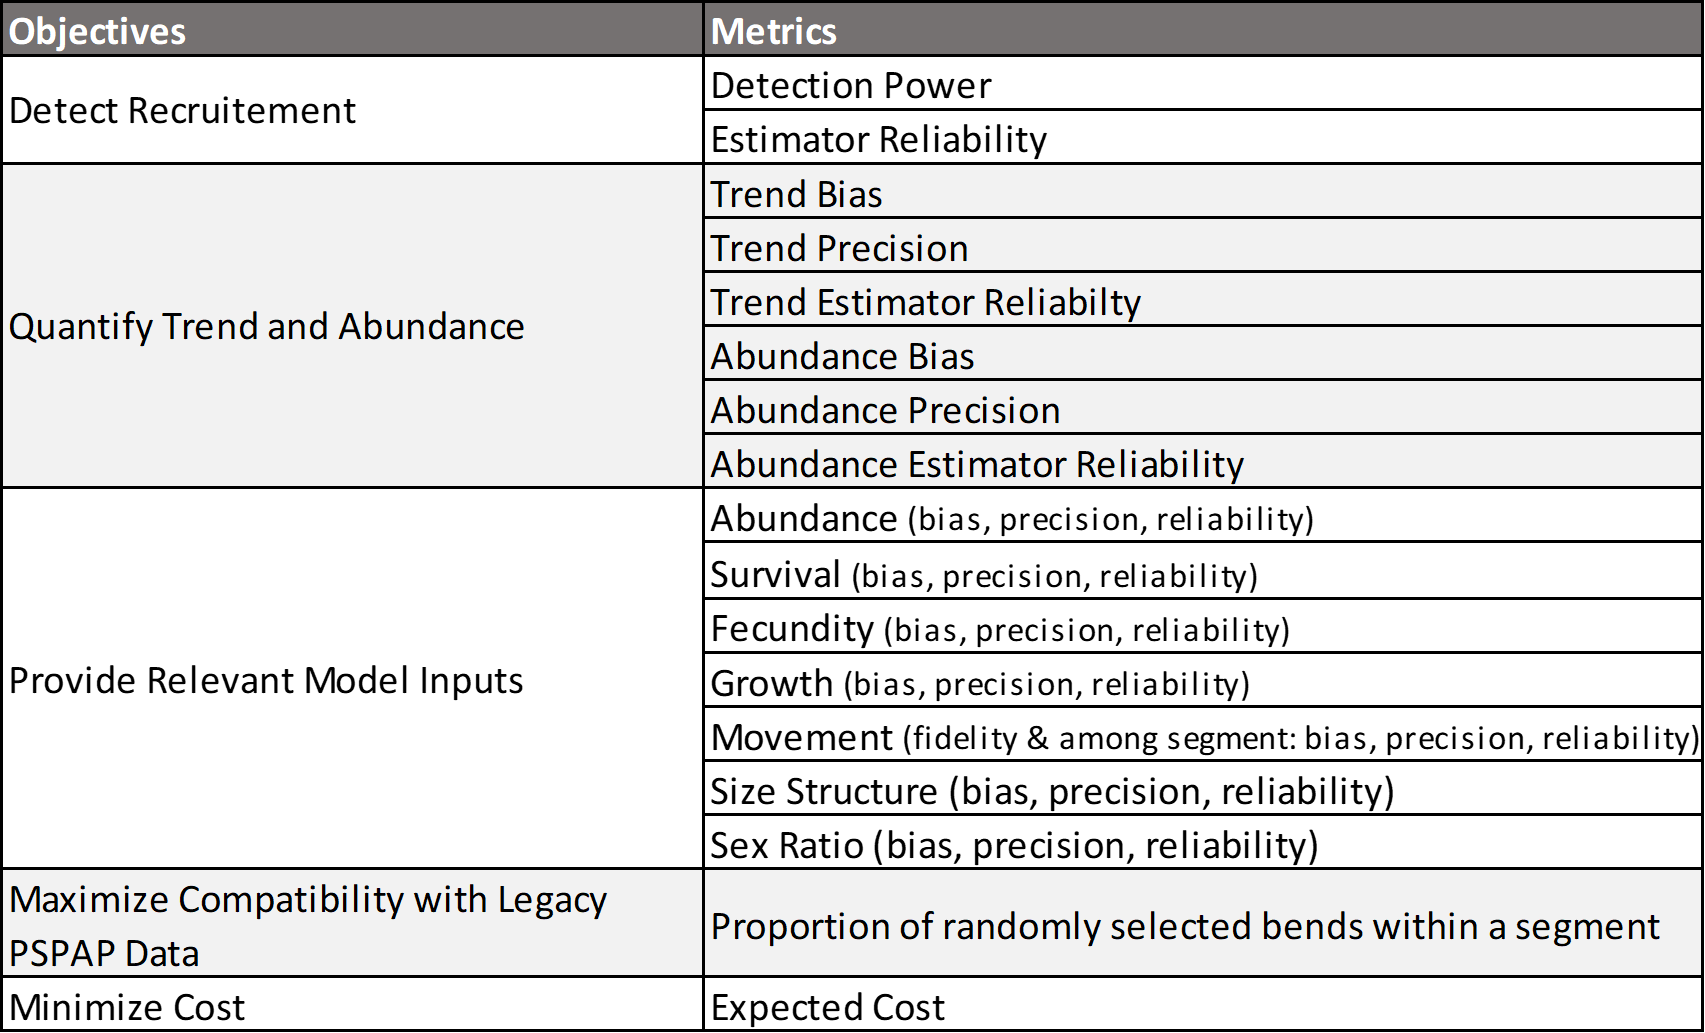 Objectives
Metrics
Detect Recruitement
Detection Power
Estimator Reliability
Quantify Trend and Abundance
Trend Bias
Trend Precision
Trend Estimator Reliabilty
Abundance Bias
Abundance Precision
Abundance Estimator Reliability
Provide Relevant Model Inputs
Abundance (bias, precision, reliability)
Survival (bias, precision, reliability)
Fecundity (bias, precision, reliability)
Growth (bias, precision, reliability)
Movement (fidelity & among segment: bias, precision, reliability)
Size Structure (bias, precision, reliability)
Sex Ratio (bias, precision, reliability)
Maximize Compatibility with Legacy
PSPAP Data
Proportion of randomly selected bends within a segment
Minimize Cost
Expected Cost